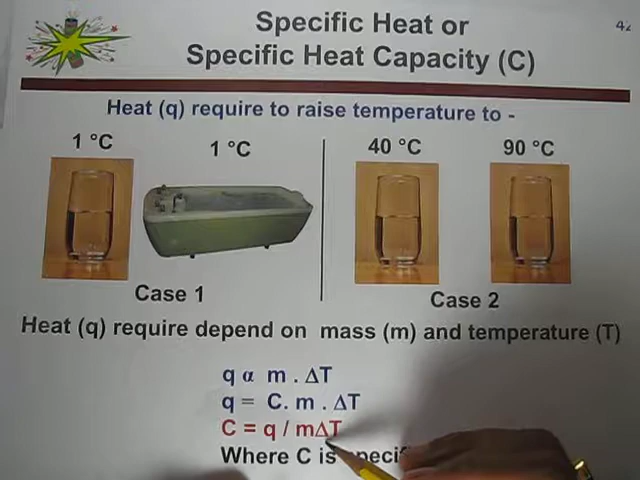 Specific Heat or
42
Specific Heat Capacity (C)
Heat (q) require to raise temperature to -
1 °C
1 °C
40 °C
90 °C
Case 1
Case 2
Heat (q) require depend on mass (m) and temperature (T)
q α m . ΔT
q = C. m . ΔT
C = q / mΔT
Where C is